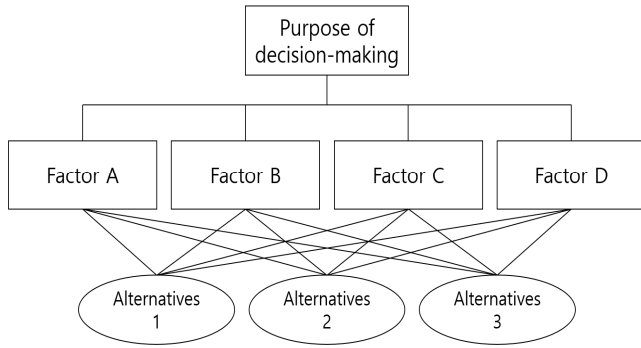 Purpose of
decision-making
Factor A
Factor B
Factor C
Factor D
Alternatives
1
Alternatives
2
Alternatives
3